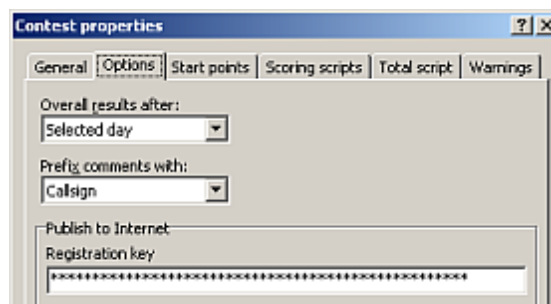 Contest properties
General Options Start points Scoring scripts Total script Warnings
Overall results after:
Selected day
Prefix comments with:
Callsign
Publish to Internet
Registration key
**************************************************